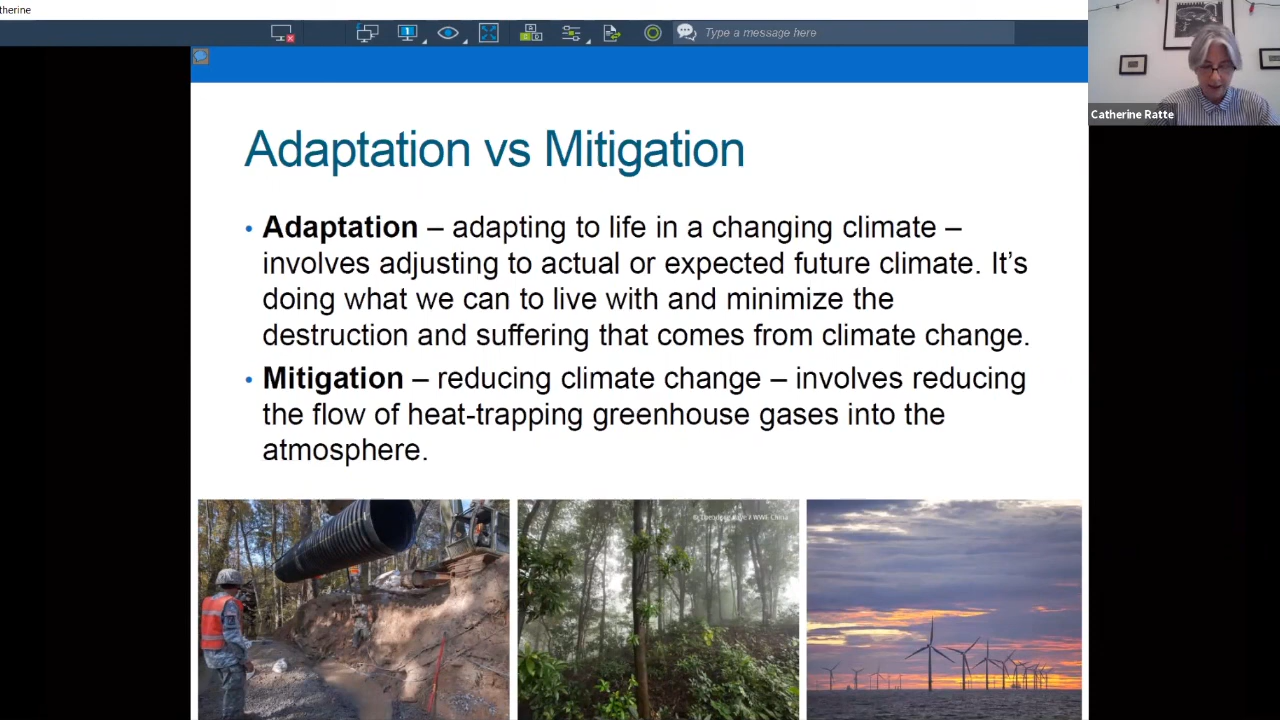 therine
1
Type a message here
Catherine Ratte
Adaptation vs Mitigation
• Adaptation – adapting to life in a changing climate –
involves adjusting to actual or expected future climate. It’s
doing what we can to live with and minimize the
destruction and suffering that comes from climate change.
• Mitigation – reducing climate change – involves reducing
the flow of heat-trapping greenhouse gases into the
atmosphere.
WWF China